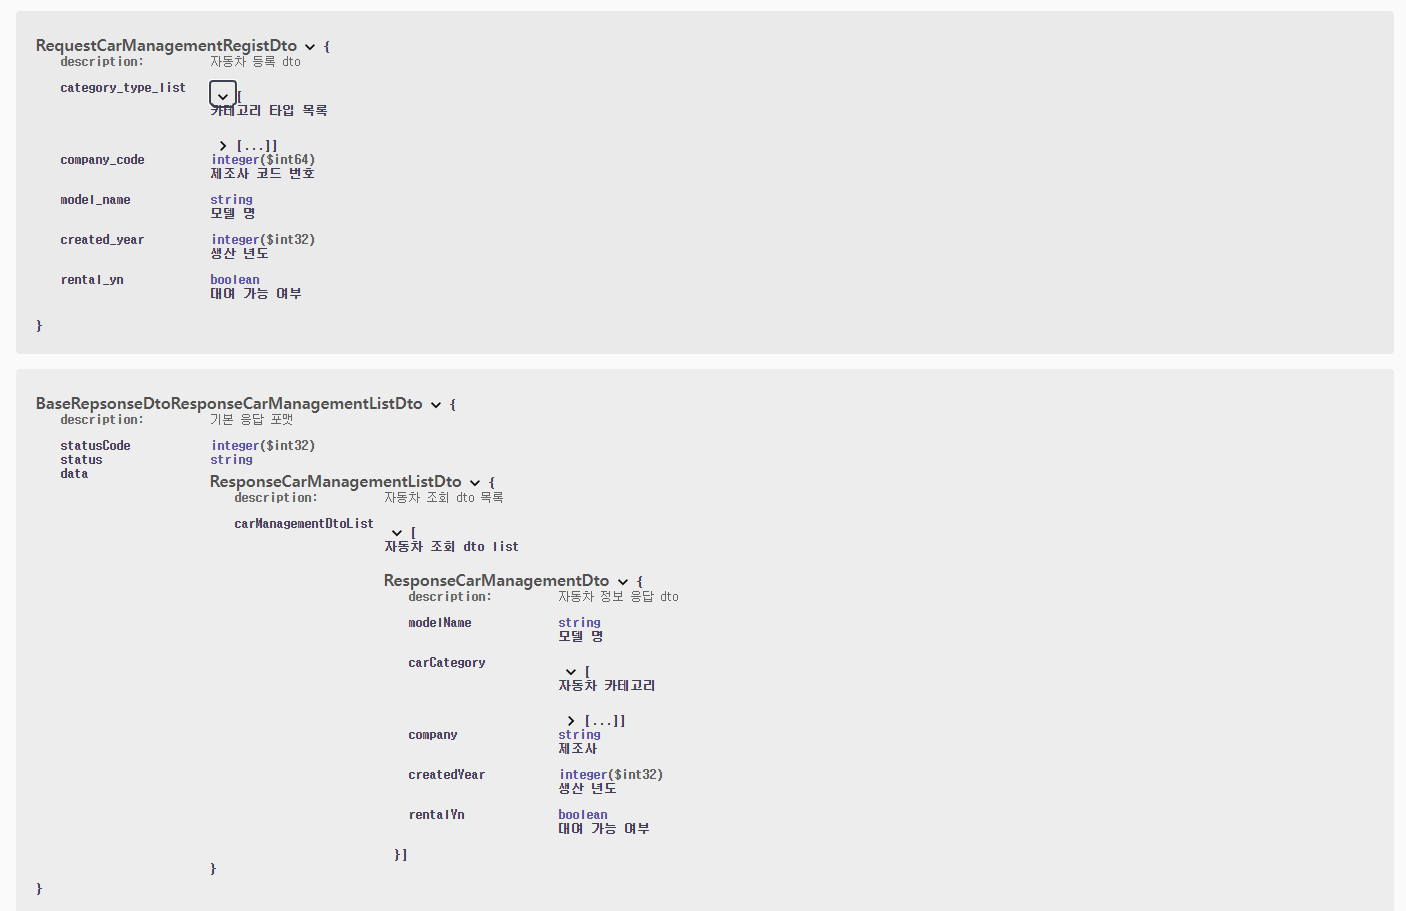 RequestCarManagementRegistDto {
description: 자동차 등록 dto
category_type_list [
카테고리 타입 목록
[...]]
company_code integer($int64)
제조사 코드 번호
model_name string
모델 명
created_year integer($int32)
생산 년도
rental_yn boolean
대여 가능 여부
}
BaseRepsonseDtoResponseCarManagementListDto {
description: 기본 응답 포맷
statusCode integer($int32)
status string
data
ResponseCarManagementListDto {
description: 자동차 조회 dto 목록
carManagementDtoList [
자동차 조회 dto list
ResponseCarManagementDto {
description: 자동차 정보 응답 dto
modelName string
모델 명
carCategory [
자동차 카테고리
[...]]
company string
제조사
createdYear integer($int32)
생산 년도
rentalYn boolean
대여 가능 여부
}]
}
}